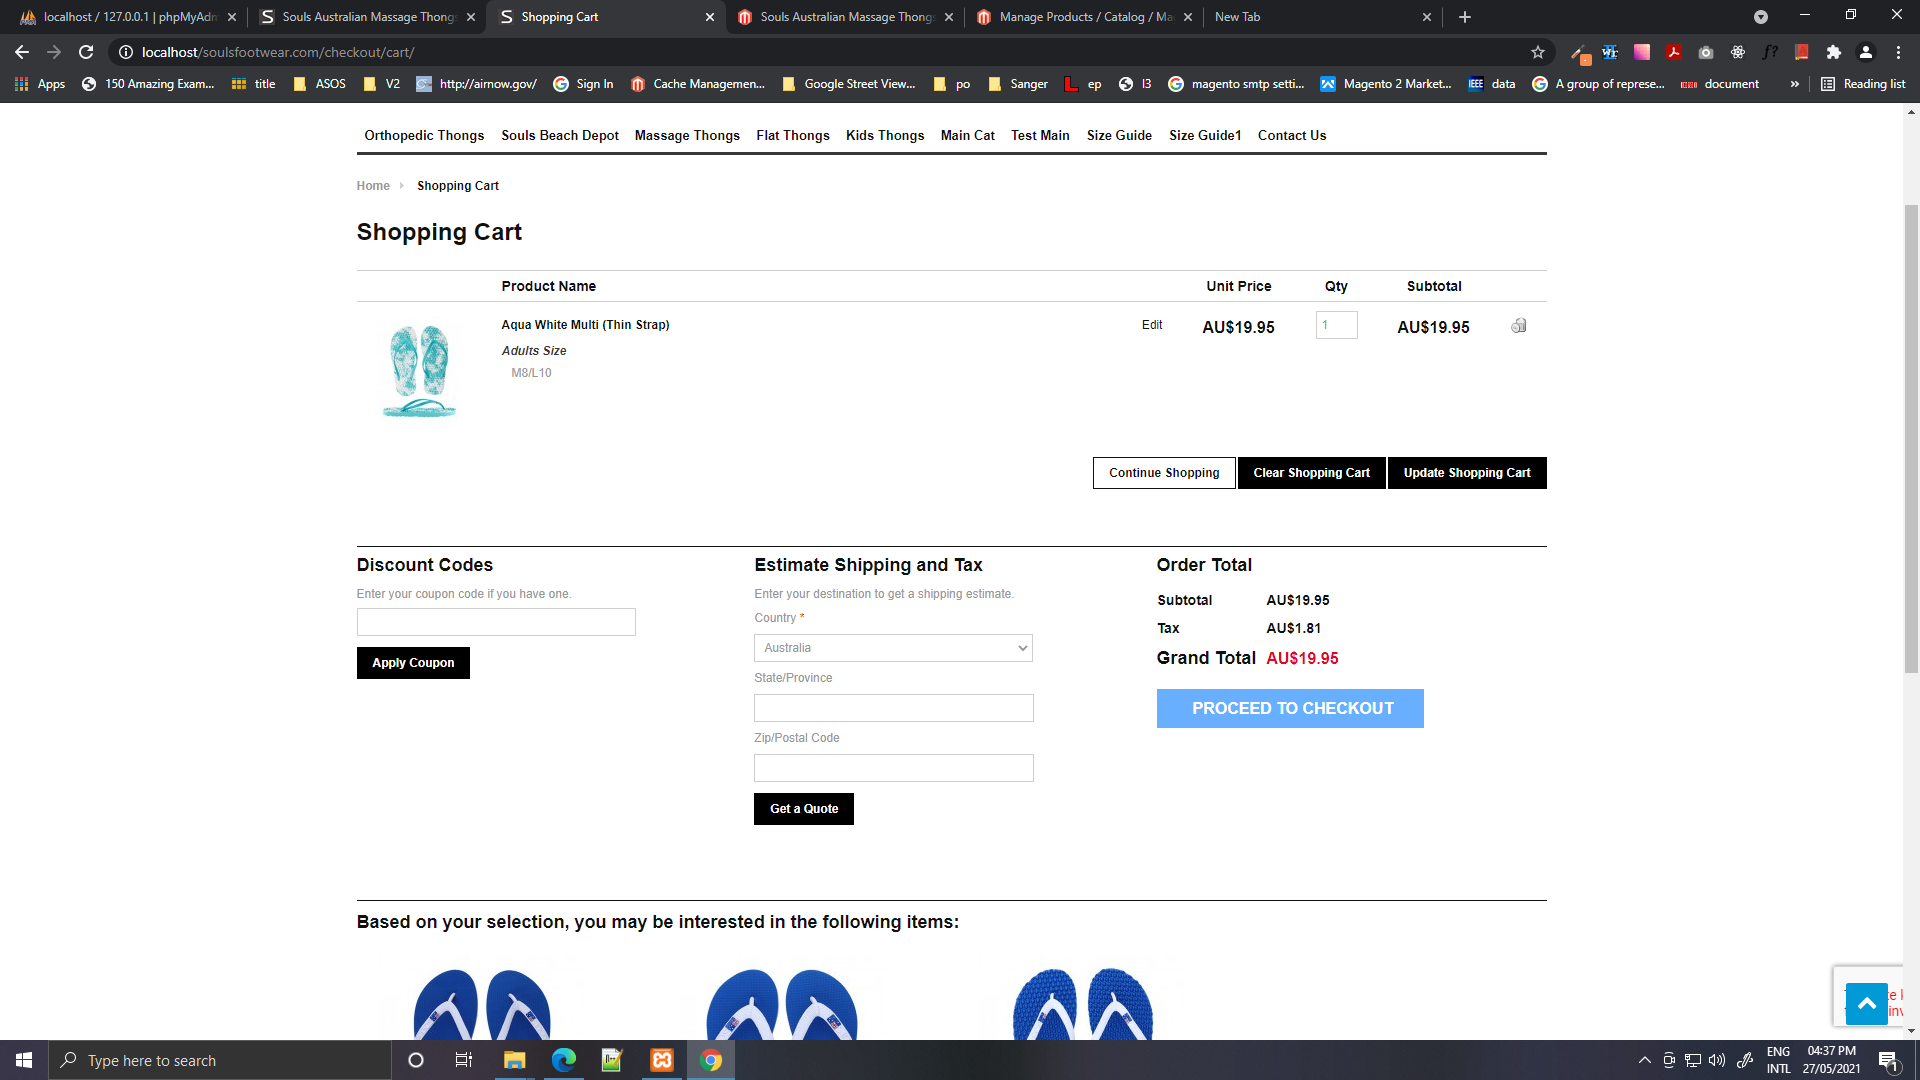 localhost / 127.0.0.1 | phpMyAdm
Souls Australian Massage Thongs
Shopping Cart
Souls Australian Massage Thongs
Manage Products / Catalog / Ma
New Tab
localhost/soulsfootwear.com/checkout/cart/
Apps
150 Amazing Exam...
title
ASOS
V2
http://airnow.gov/
Sign In
Cache Managemen...
Google Street View...
po
Sanger
ep
l3
magento smtp setti...
Magento 2 Market...
IEEE
data
A group of represe...
document
»
Reading list
Orthopedic Thongs Souls Beach Depot Massage Thongs Flat Thongs Kids Thongs Main Cat Test Main Size Guide Size Guide1 Contact Us
Home Shopping Cart
Shopping Cart
Product Name Unit Price Qty Subtotal
Aqua White Multi (Thin Strap) Edit AU$19.95 1 AU$19.95
Adults Size
M8/L10
Continue Shopping Clear Shopping Cart Update Shopping Cart
Discount Codes
Enter your coupon code if you have one.
Apply Coupon
Estimate Shipping and Tax
Enter your destination to get a shipping estimate.
Country *
Australia
State/Province
Zip/Postal Code
Get a Quote
Order Total
Subtotal AU$19.95
Tax AU$1.81
Grand Total AU$19.95
PROCEED TO CHECKOUT
Based on your selection, you may be interested in the following items:
Type here to search
ENG
INTL
04:37 PM
27/05/2021
1